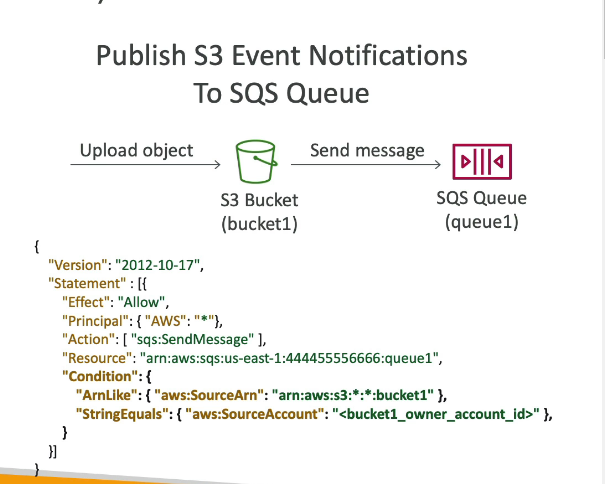 Publish S3 Event Notifications
To SQS Queue
Upload object
Send message
S3 Bucket
(bucket1)
SQS Queue
(queue1)
{
"Version": "2012-10-17",
"Statement" : [{
"Effect": "Allow",
"Principal": { "AWS": "*"},
"Action": [ "sqs:SendMessage" ],
"Resource": "arn:aws:sqs:us-east-1:444455556666:queue1",
"Condition": {
"ArnLike": { "aws:SourceArn": "arn:aws:s3:*:*:bucket1" },
"StringEquals": { "aws:SourceAccount": "<bucket1_owner_account_id>" },
}
}]
}